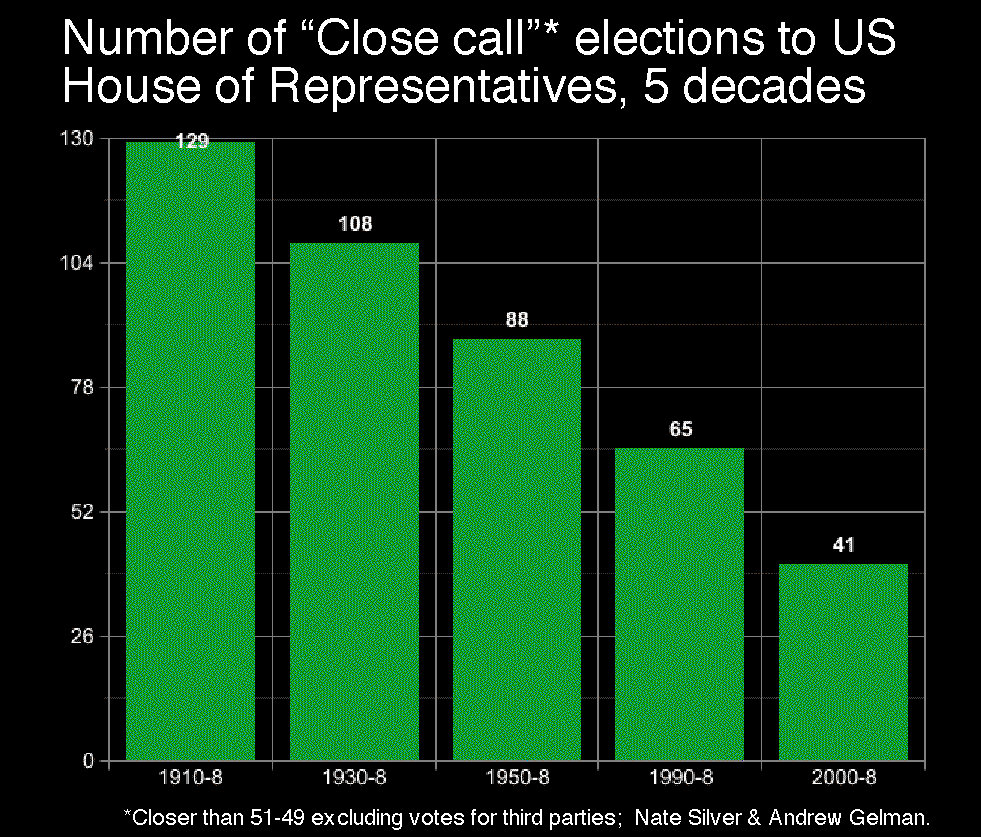 Number of “Close call”* elections to US
House of Representatives, 5 decades
130
129
108
104
88
78
65
52
41
26
0
1910-8 1930-8 1950-8 1990-8 2000-8
*Closer than 51-49 excluding votes for third parties; Nate Silver & Andrew Gelman.